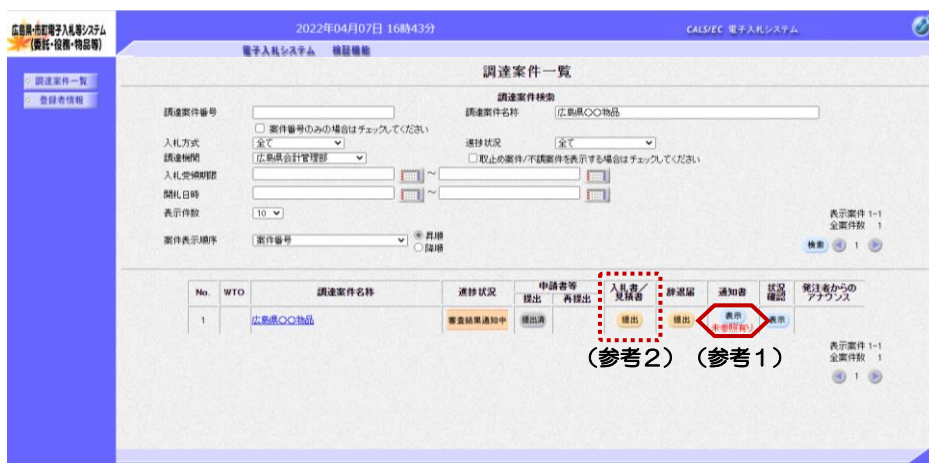 広島県・市町電子入札等システム
(委託・役務・物品等)
2022年04月07日 16時43分
CALS/EC 電子入札システム
電子入札システム 検証機能
調達案件一覧
登録者情報
調達案件一覧
調達案件検索
調達案件番号
調達案件名称 広島県〇〇物品
案件番号のみの場合はチェックしてください
入札方式 全て
進捗状況 全て
調達機関 広島県会計管理部
取止め案件/不調案件を表示する場合はチェックしてください
入札受領期限 ～
開札日時 ～
表示件数 10
案件表示順序 案件番号
昇順
降順
表示案件 1-1
全案件数 1
検索 1
No. WTO 調達案件名称 進捗状況 申請書等 入札書／見積書 辞退届 通知書 状況確認 発注者からのアナウンス
提出 再提出
1 広島県〇〇物品 審査結果通知中 提出済 提出 提出 表示 表示
未参照有り
(参考２) (参考１)
表示案件 1-1
全案件数 1
1